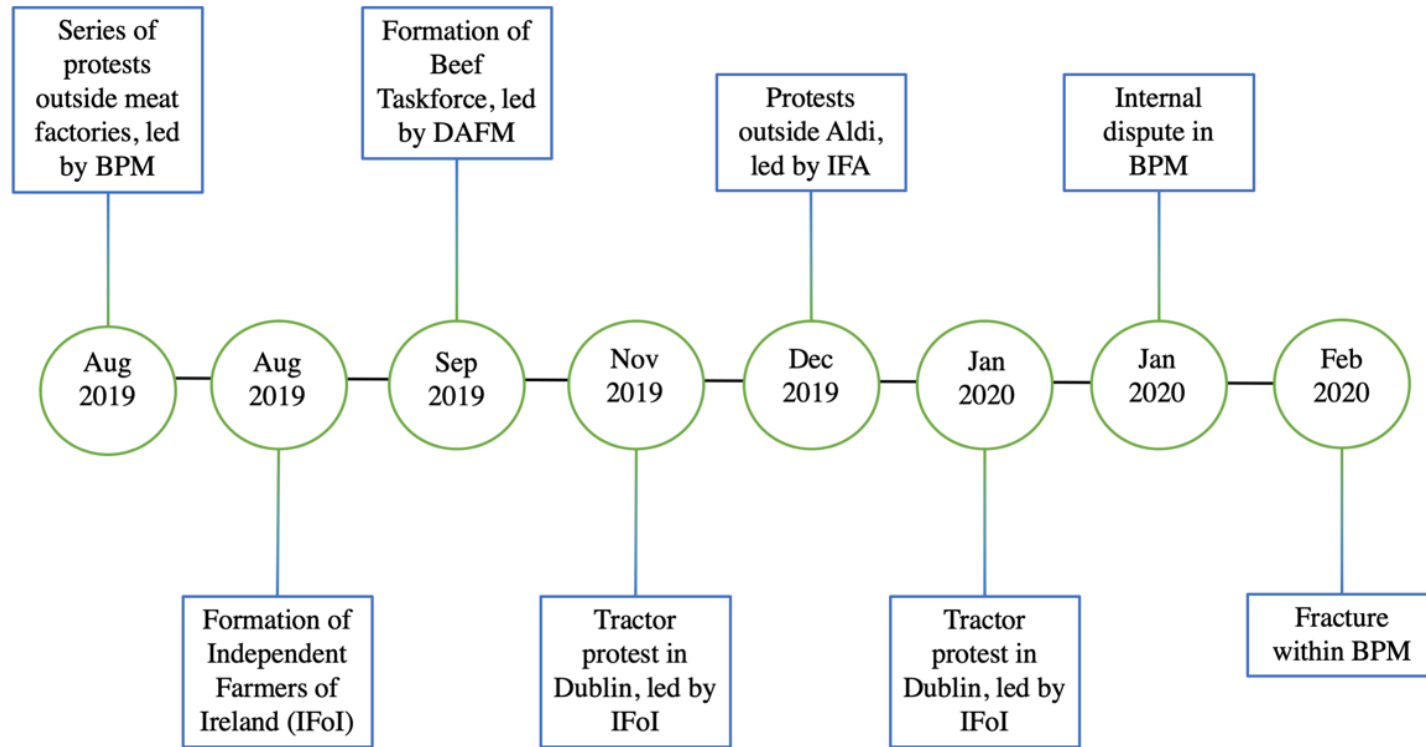 Series of
protests
outside meat
factories, led
by BPM
Formation of
Beef
Taskforce, led
by DAFM
Protests
outside Aldi,
led by IFA
Internal
dispute in
BPM
Aug
2019
Aug
2019
Sep
2019
Nov
2019
Dec
2019
Jan
2020
Jan
2020
Feb
2020
Formation of
Independent
Farmers of
Ireland (IFoI)
Tractor
protest in
Dublin, led by
IFoI
Tractor
protest in
Dublin, led by
IFoI
Fracture
within BPM